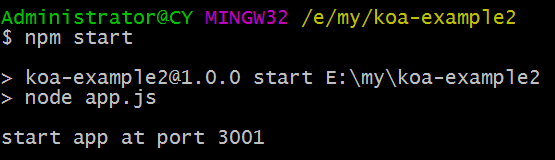 Administrator@CY MINGW32 /e/my/koa-example2
$ npm start
> koa-example2@1.0.0 start E:\my\koa-example2
> node app.js
start app at port 3001